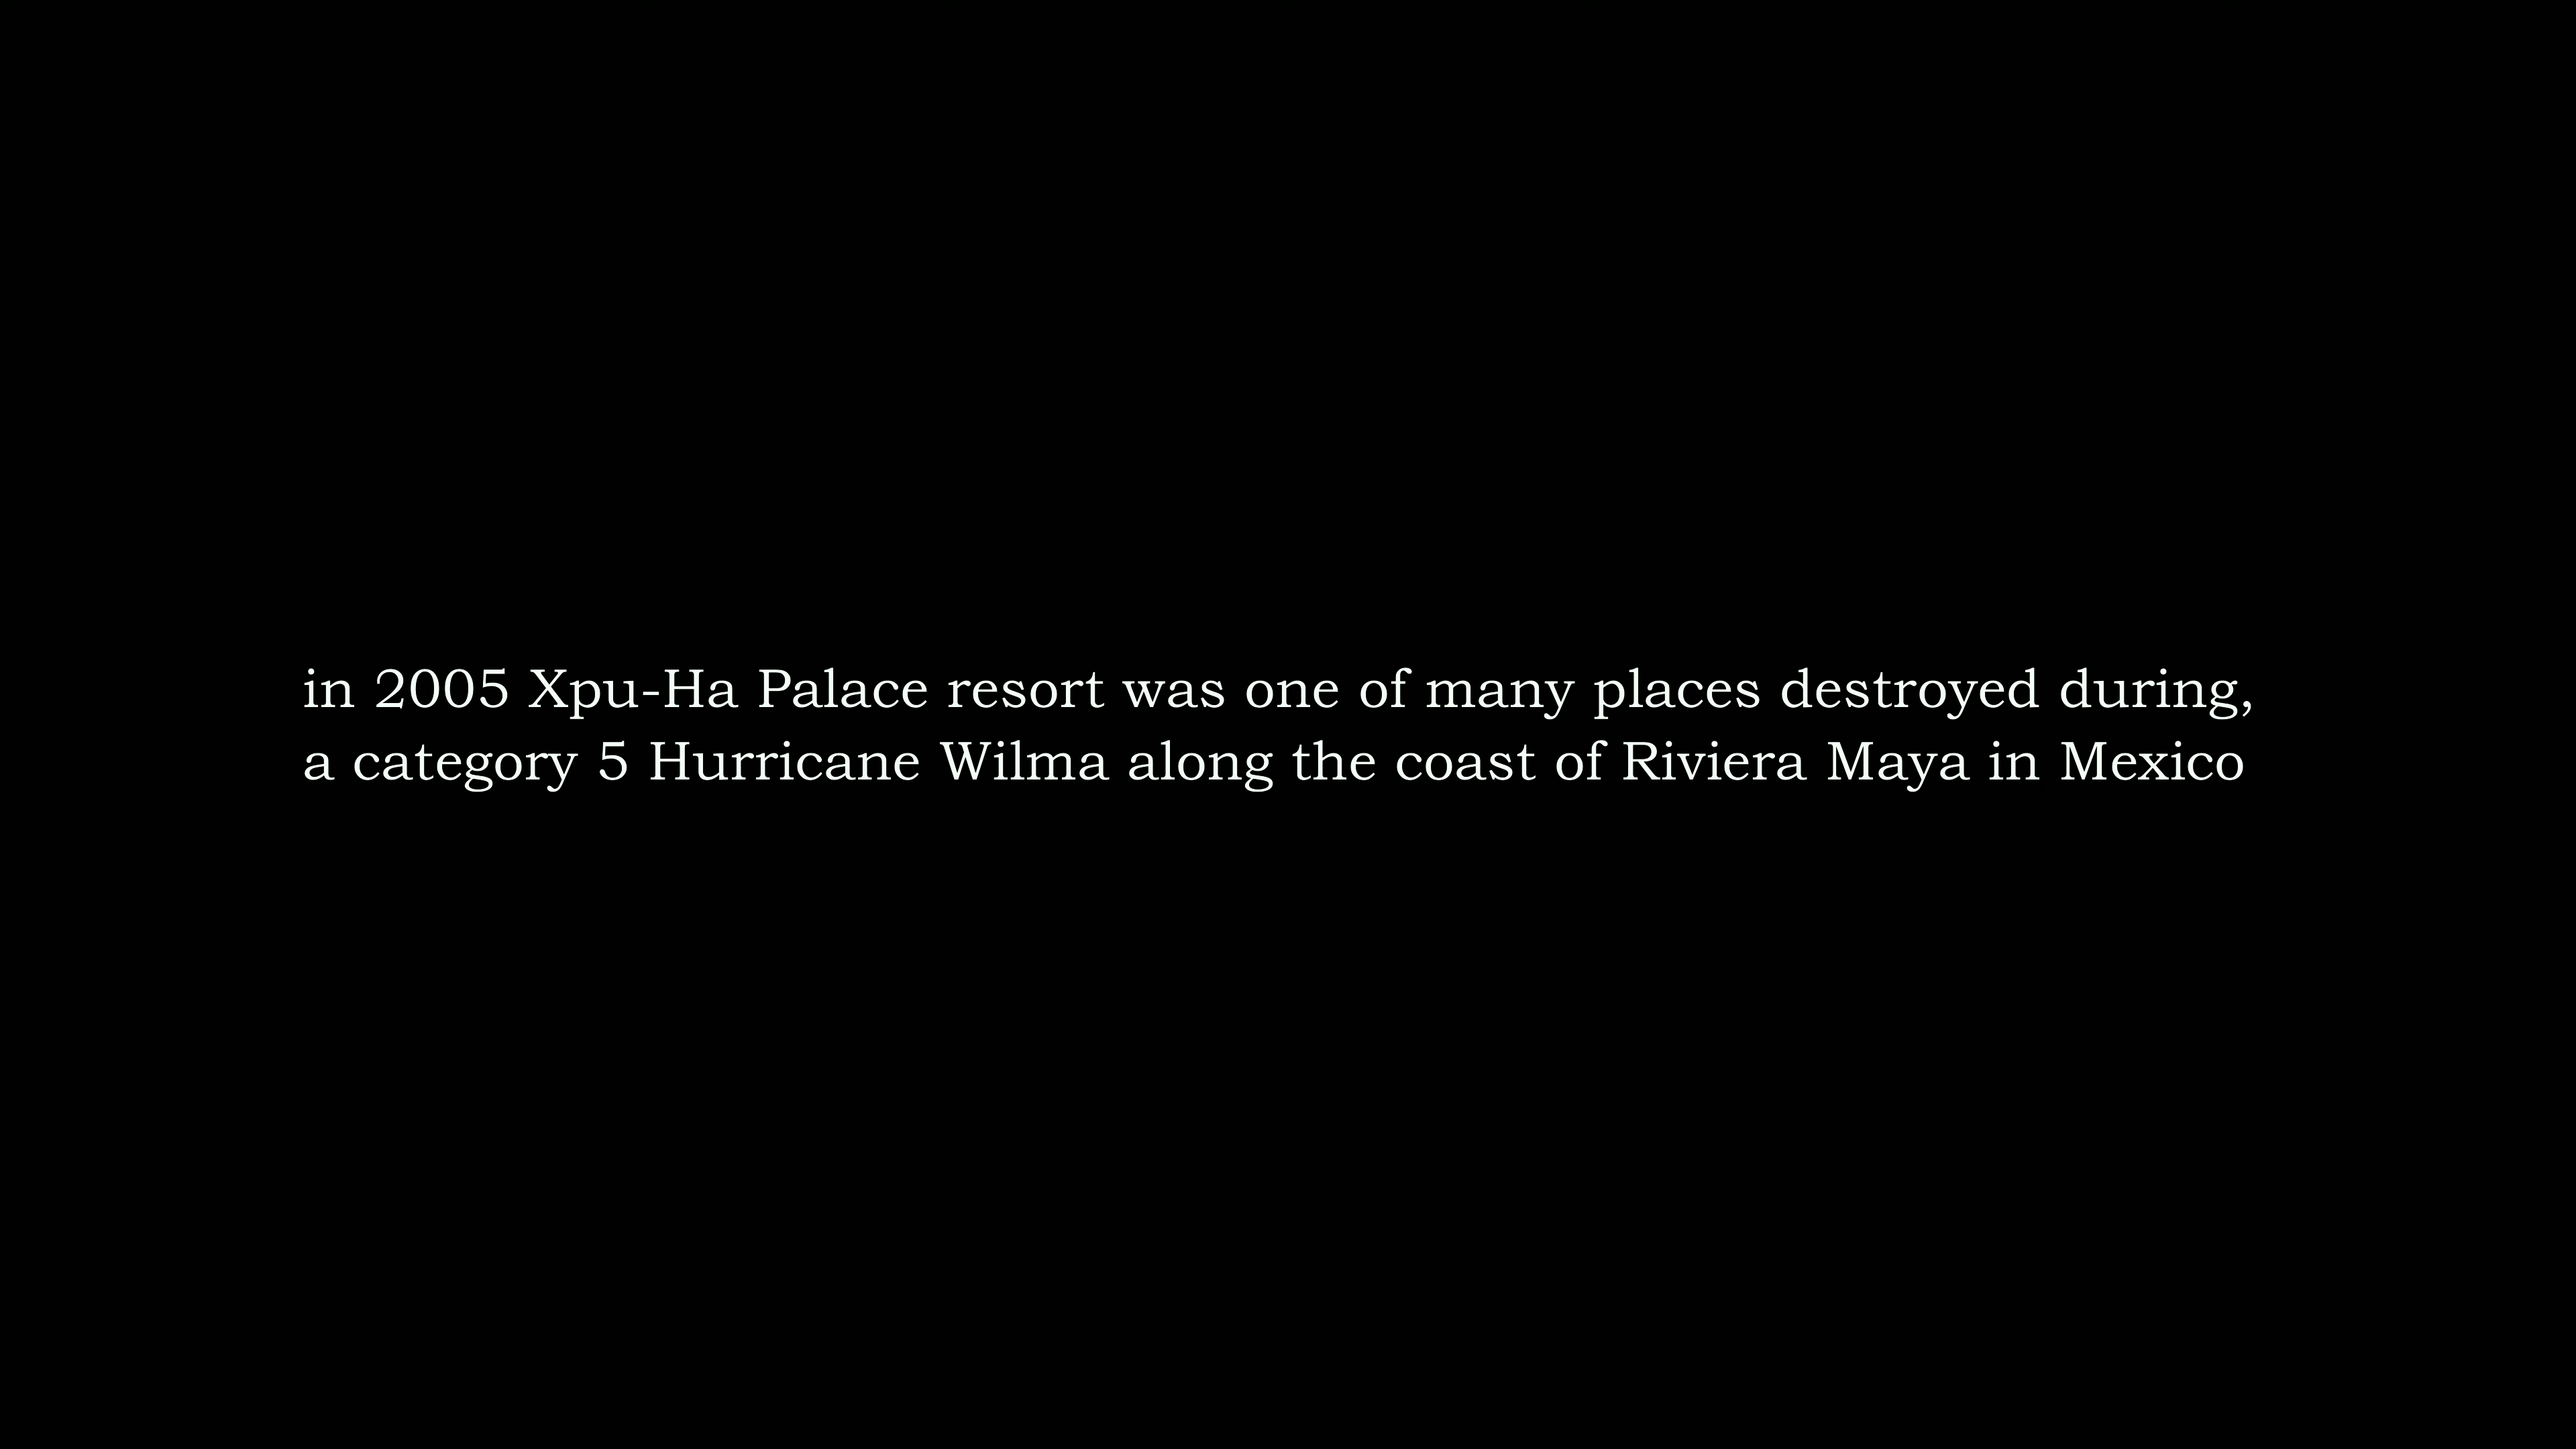 in 2005 Xpu-Ha Palace resort was one of many places destroyed during,
a category 5 Hurricane Wilma along the coast of Riviera Maya in Mexico